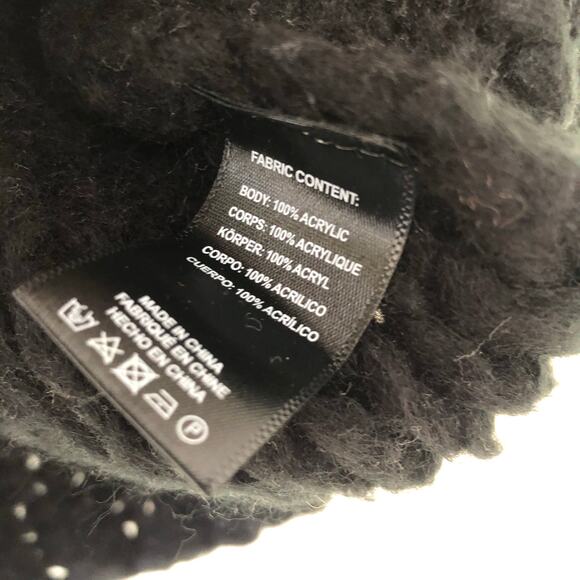 FABRIC CONTENT:
BODY: 100% ACRYLIC
CORPS: 100% ACRYLIQUE
KÖRPER: 100% ACRYL
CORPO: 100% ACRILICO
CUERPO: 100% ACRÍLICO
MADE IN CHINA
FABRIQUÉ EN CHINE
HECHO EN CHINA
P